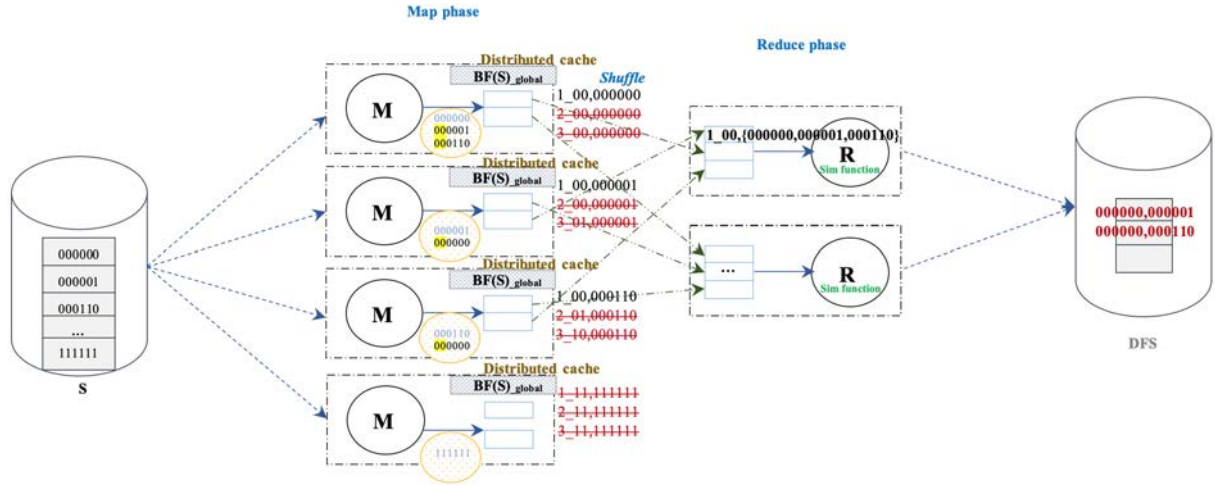 Map phase
Reduce phase
Distributed cache
BF(S)_global
Shuffle
M
000000
000001
000110
1_00,000000
2_00,000000
3_00,000000
Distributed cache
BF(S)_global
M
000001
000000
1_00,000001
2_00,000001
3_01,000001
Distributed cache
BF(S)_global
M
000110
000000
1_00,000110
2_01,000110
3_10,000110
Distributed cache
BF(S)_global
M
111111
1_11,111111
2_11,111111
3_11,111111
000000
000001
000110
...
111111
S
1_00,{000000,000001,000110}
R
Sim function
...
R
Sim function
000000,000001
000000,000110
DFS